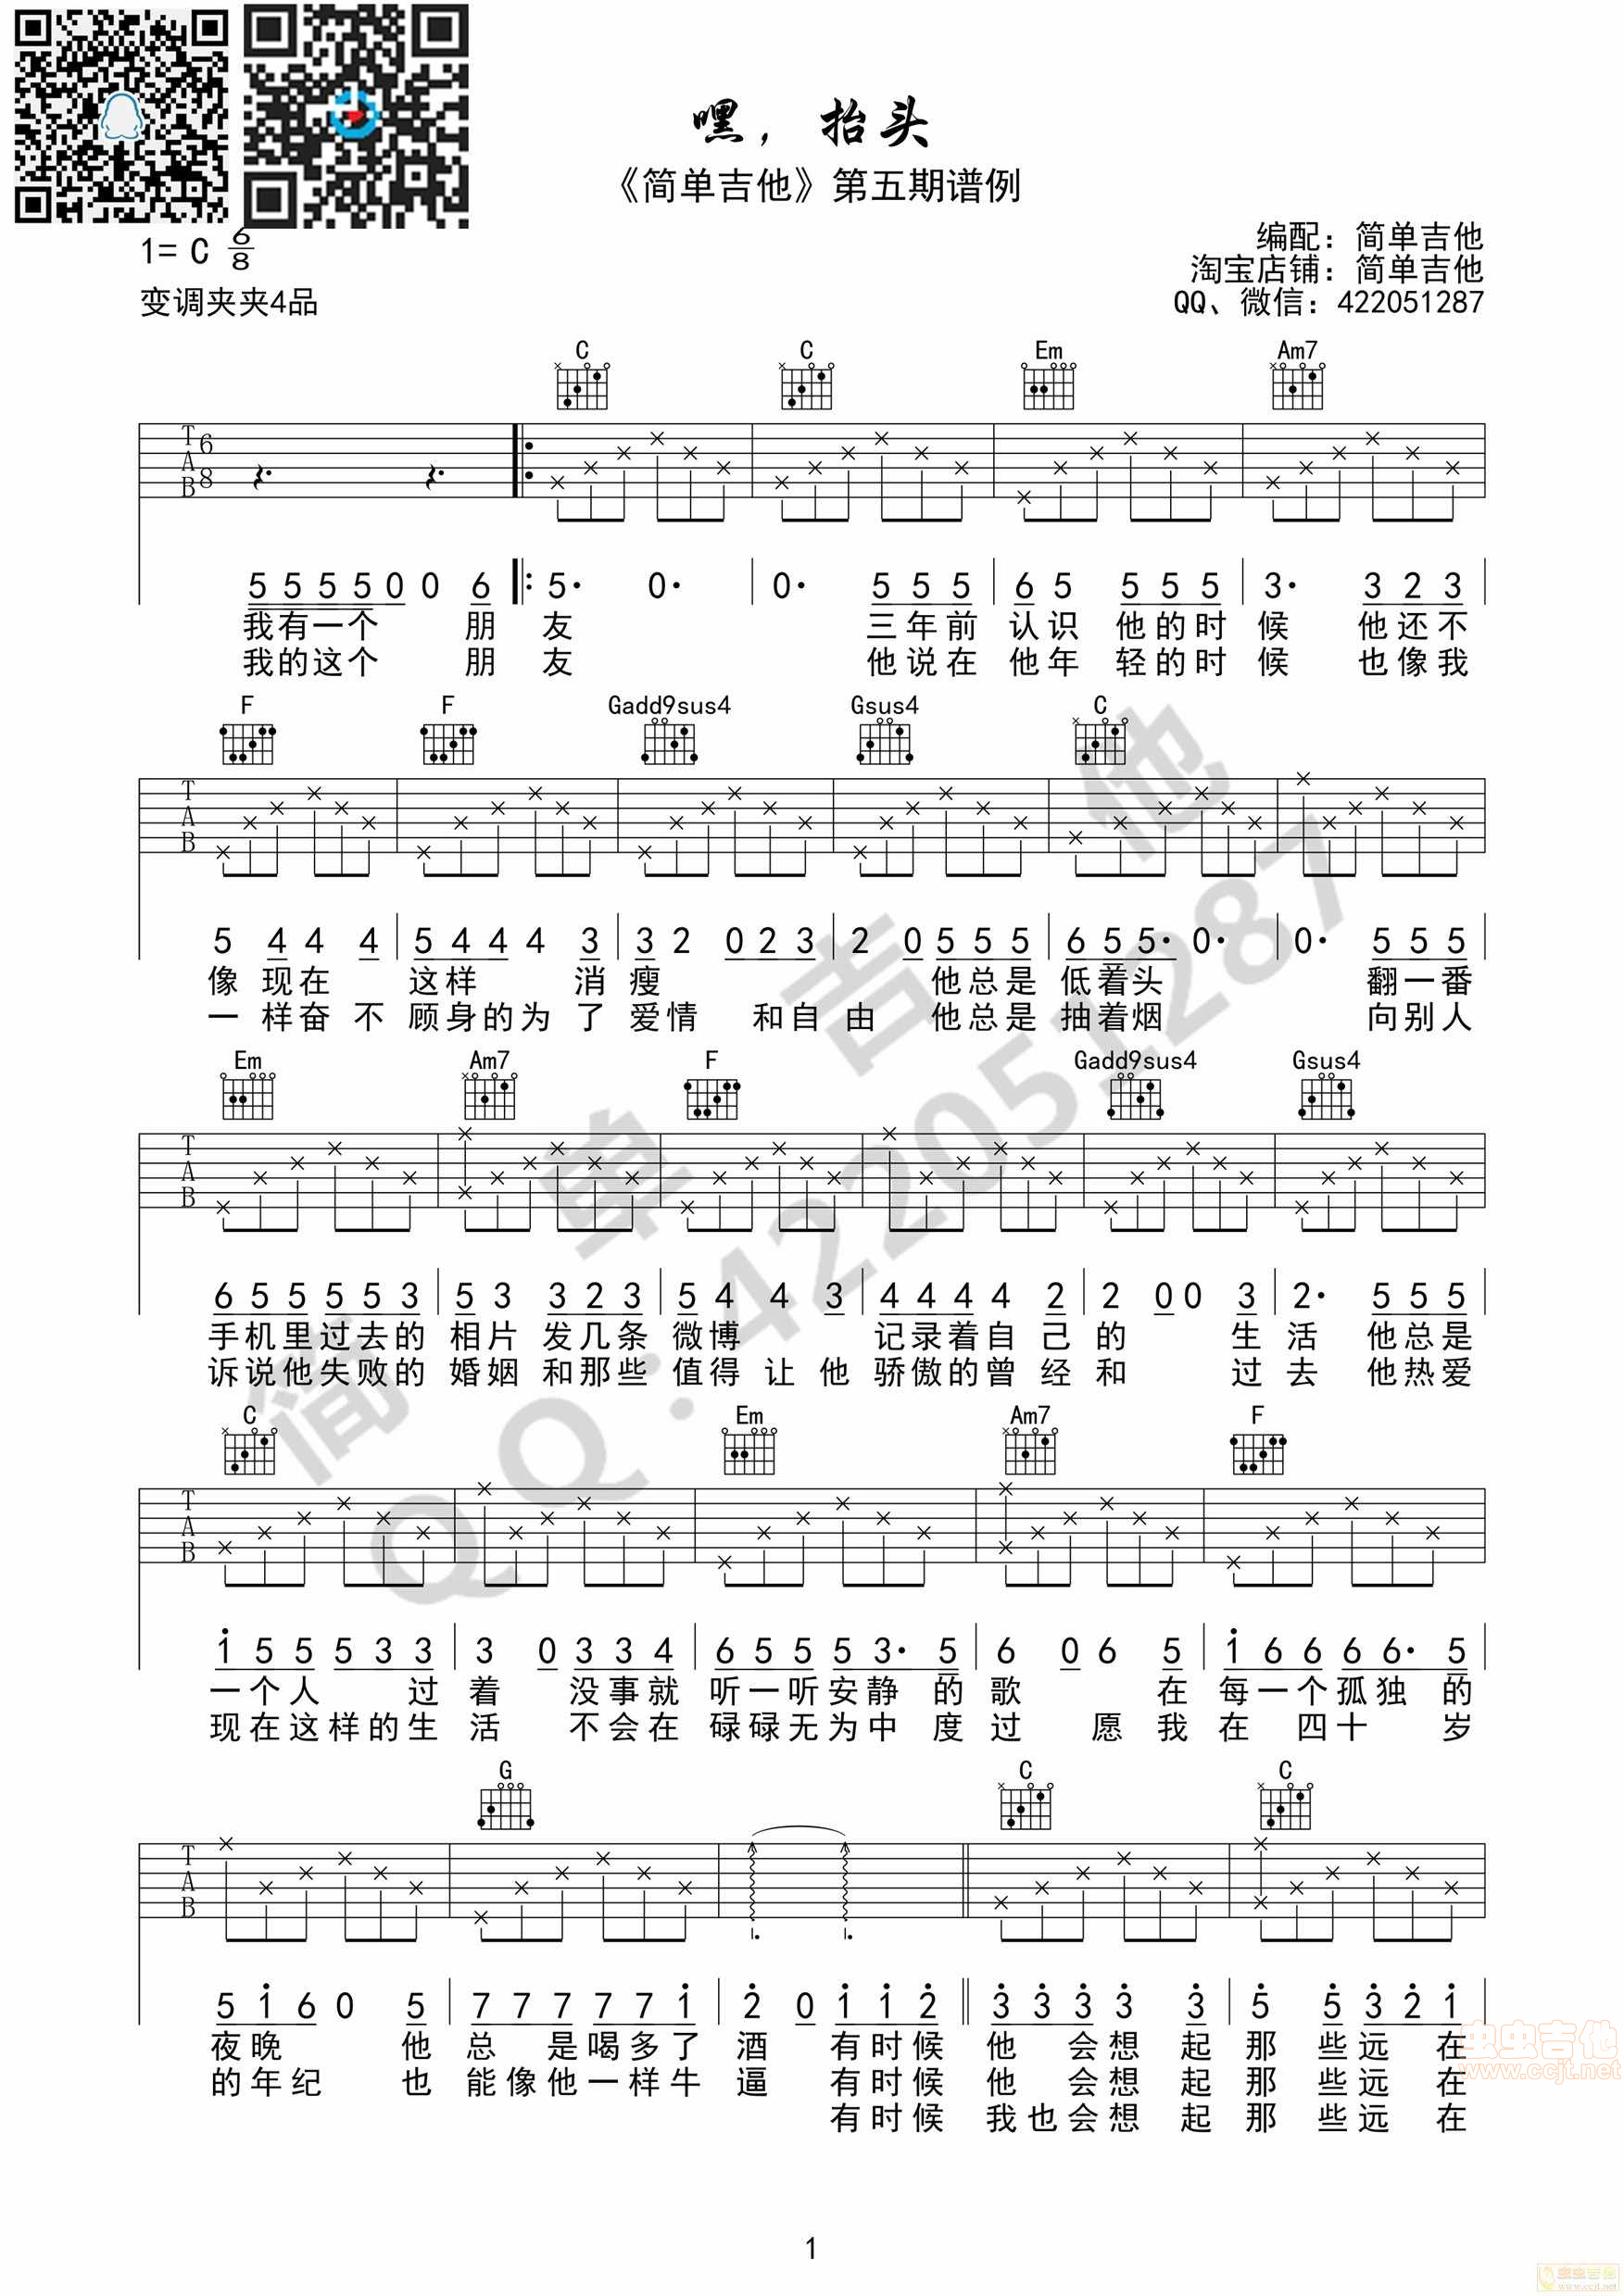 嘿，抬头
《简单吉他》第五期谱例
1= C 6/8
变调夹夹4品
编配：简单吉他
淘宝店铺：简单吉他
QQ、微信：422051287
C C Em Am7
T A B 6 8
5 5 5 5 0 0 6 5· 0· 0· 5 5 5 6 5 5 5 5 3· 3 2 3
我有一个 朋 友 三年前 认识 他的时 候 他还不
我的这个 朋 友 他说在 他年 轻的时 候 也像我
F F Gadd9sus4 Gsus4 C
T A B
5 4 4 4 5 4 4 4 3 3 2 0 2 3 2 0 5 5 5 6 5 5· 0· 0· 5 5 5
像 现在 这样 消 瘦 他总是 低着头 翻一番
一 样奋 不 顾身的为 了 爱情 和自 由 他总是 抽着烟 向别人
Em Am7 F Gadd9sus4 Gsus4
T A B
6 5 5 5 5 3 5 3 3 2 3 5 4 4 3 4 4 4 4 2 2 0 0 3 2· 5 5 5
手机里过去的 相片 发几条 微博 记录着自 己 的 生 活 他总是
诉说他失败的 婚姻 和那些 值得 让 他 骄傲的曾 经 和 过 去 他热爱
C Em Am7 F
T A B
1 5 5 5 3 3 3 0 3 3 4 6 5 5 5 3· 5 6 0 6 5 1 6 6 6 6· 5
一个人 过 着 没事就 听一听安静 的 歌 在 每一个孤独 的
现在这样的生 活 不会在 碌碌无为中 度 过 愿 我 在 四十 岁
G C C
T A B
5 1 6 0 5 7 7 7 7 7 1 2 0 1 1 2 3 3 3 3 3 5 5 3 2 1
夜晚 他 总 是喝多了 酒 有时候 他 会想 起 那 些远 在
的年纪 也 能像他一样牛 逼 有时候 他 会想 起 那 些远 在
有时候 我也会想 起 那 些远 在
简单吉他
QQ：422051287
虫虫吉他
www.ccjt.net
1
虫虫吉他
www.ccjt.net